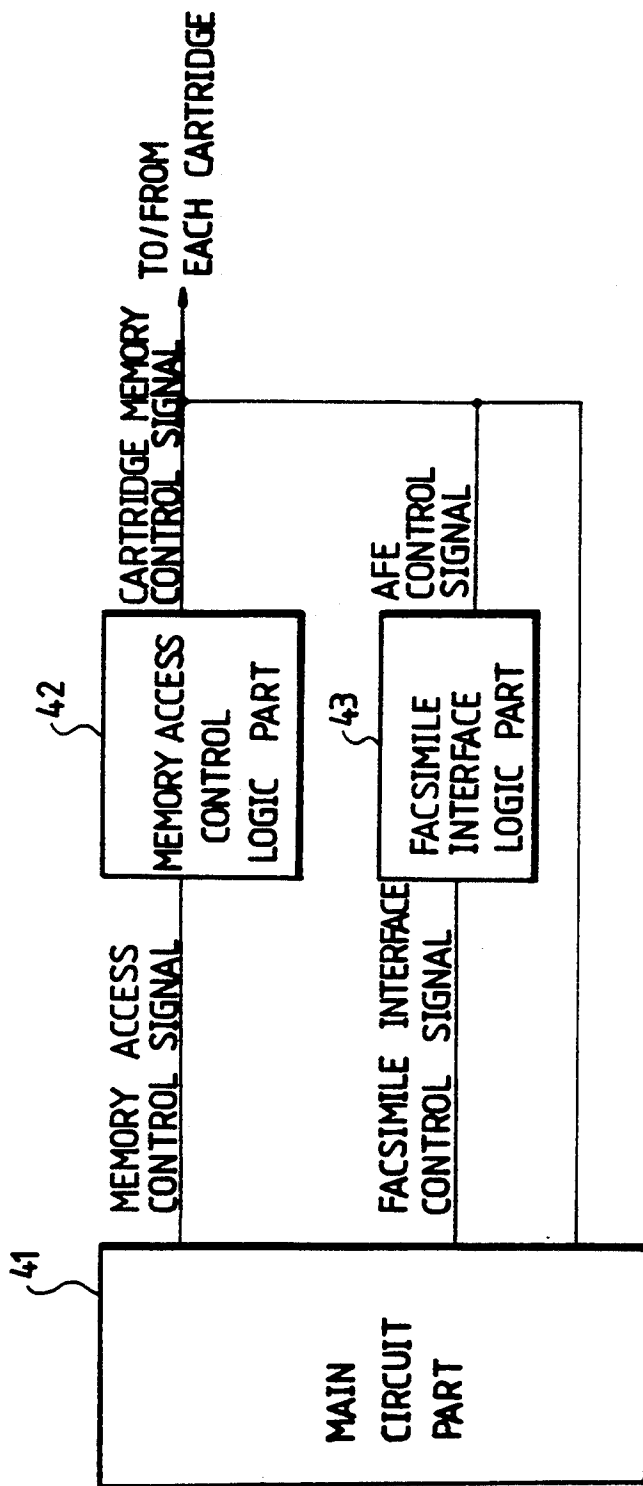 41
MAIN
CIRCUIT
PART
MEMORY ACCESS
CONTROL SIGNAL
42
MEMORY ACCESS
CONTROL
LOGIC PART
CARTRIDGE MEMORY
CONTROL SIGNAL
TO/FROM
EACH CARTRIDGE
FACSIMILE INTERFACE
CONTROL SIGNAL
43
FACSIMILE
INTERFACE
LOGIC PART
AFE
CONTROL
SIGNAL